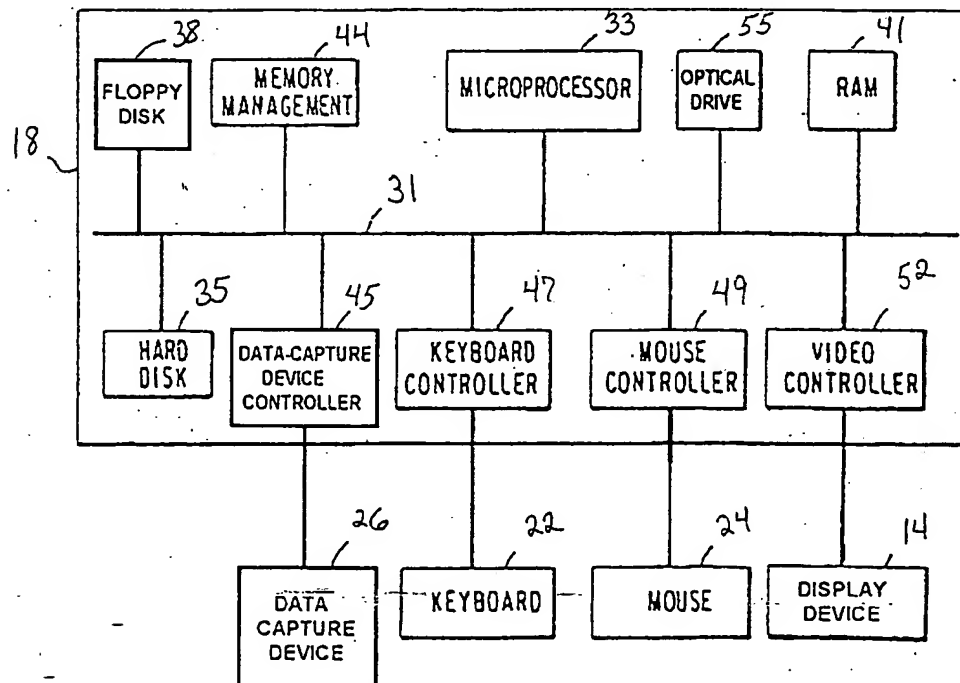 38
44
33
55
41
FLOPPY
DISK
MEMORY
MANAGEMENT
MICROPROCESSOR
OPTICAL
DRIVE
RAM
18
31
35
45
47
49
52
HARD
DISK
DATA-CAPTURE
DEVICE
CONTROLLER
KEYBOARD
CONTROLLER
MOUSE
CONTROLLER
VIDEO
CONTROLLER
26
22
24
14
DATA
CAPTURE
DEVICE
KEYBOARD
MOUSE
DISPLAY
DEVICE